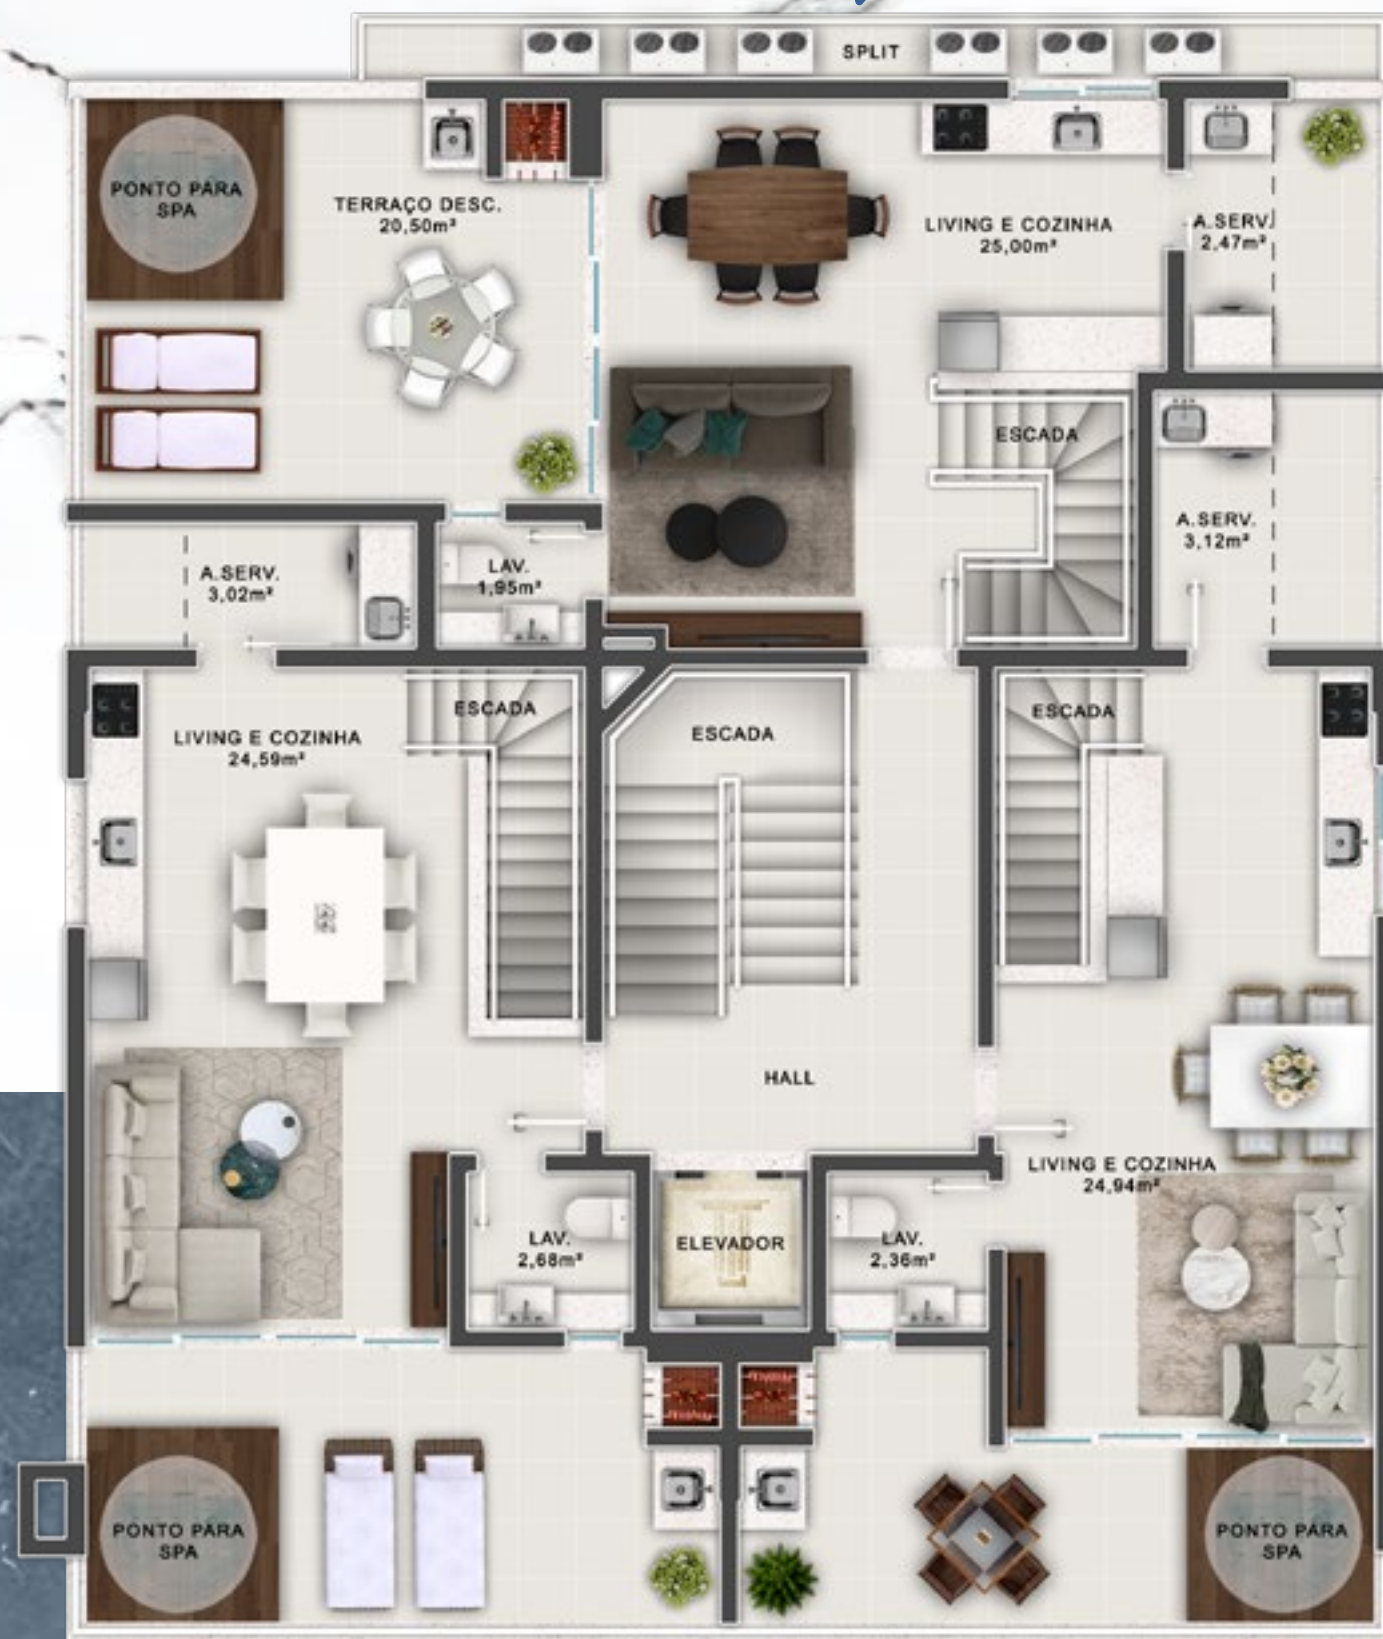 SPLIT
PONTO PARA
SPA
TERRAÇO DESC.
20,50m²
LIVING E COZINHA
25,00m²
A.SERV.
2,47m²
ESCADA
A.SERV.
3,12m²
A.SERV.
3,02m²
LAV.
1,95m²
LIVING E COZINHA
24,59m²
ESCADA
ESCADA
ESCADA
HALL
LIVING E COZINHA
24,94m²
LAV.
2,68m²
ELEVADOR
LAV.
2,36m²
PONTO PARA
SPA
PONTO PARA
SPA